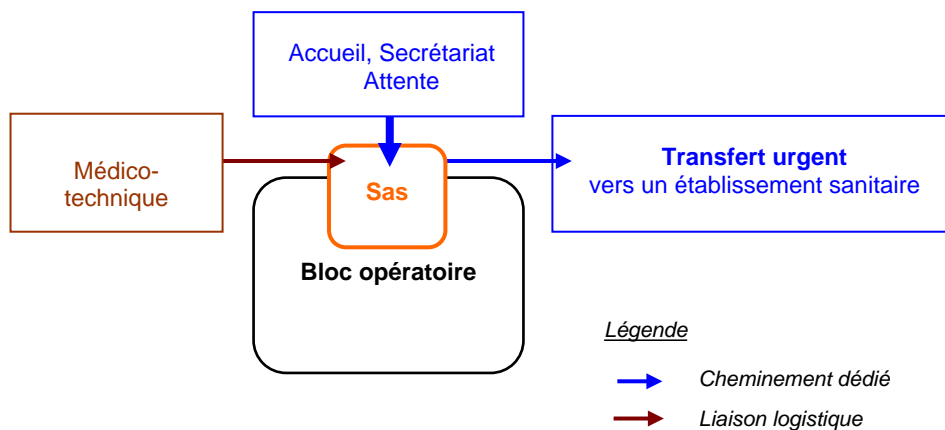 Accueil, Secrétariat
Attente
Médico-
technique
Sas
Transfert urgent
vers un établissement sanitaire
Bloc opératoire
Légende
Cheminement dédié
Liaison logistique